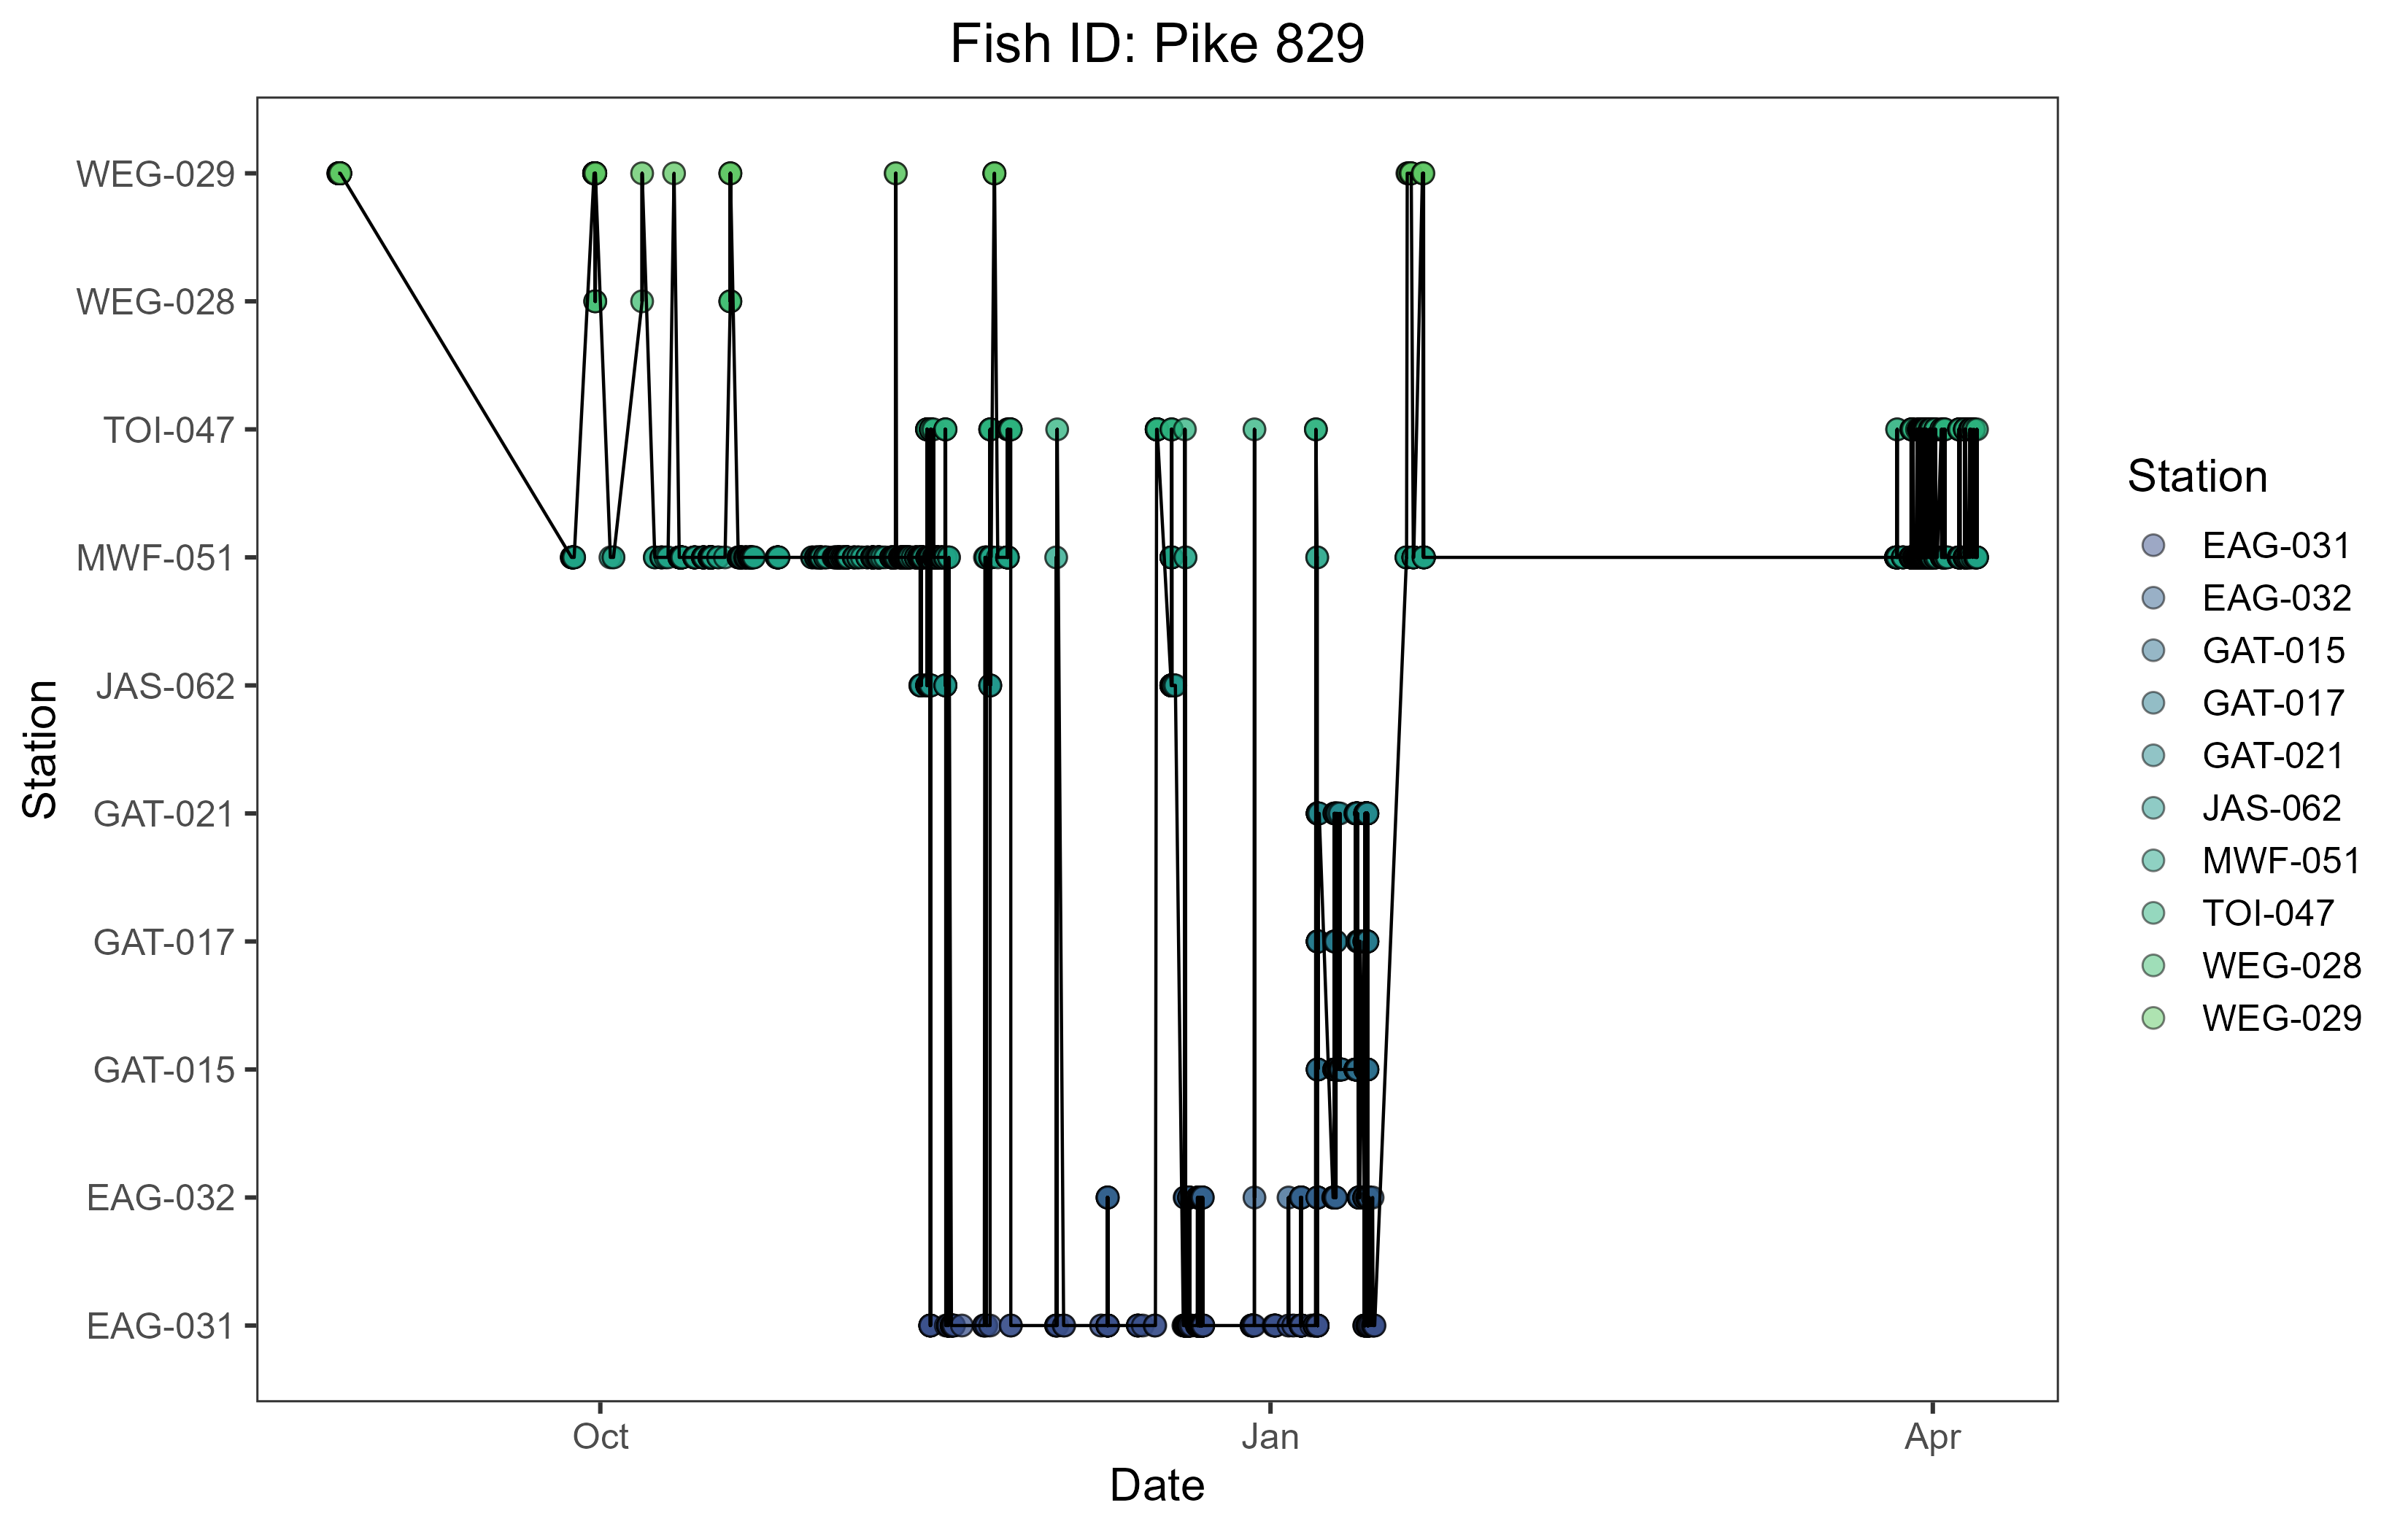 Fish ID: Pike 829
WEG-029
WEG-028
TOI-047
MWF-051
JAS-062
GAT-021
GAT-017
GAT-015
EAG-032
EAG-031
Station
Oct
Jan
Apr
Date
Station
EAG-031
EAG-032
GAT-015
GAT-017
GAT-021
JAS-062
MWF-051
TOI-047
WEG-028
WEG-029